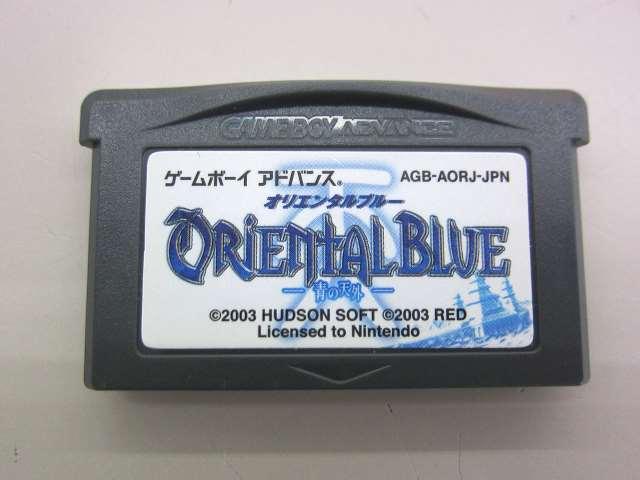 GAME BOY ADVANCE
ゲームボーイ アドバンス® AGB-AORJ-JPN
オリエンタルブルー
ORIENTAL BLUE
青の天外
©2003 HUDSON SOFT ©2003 RED
Licensed to Nintendo